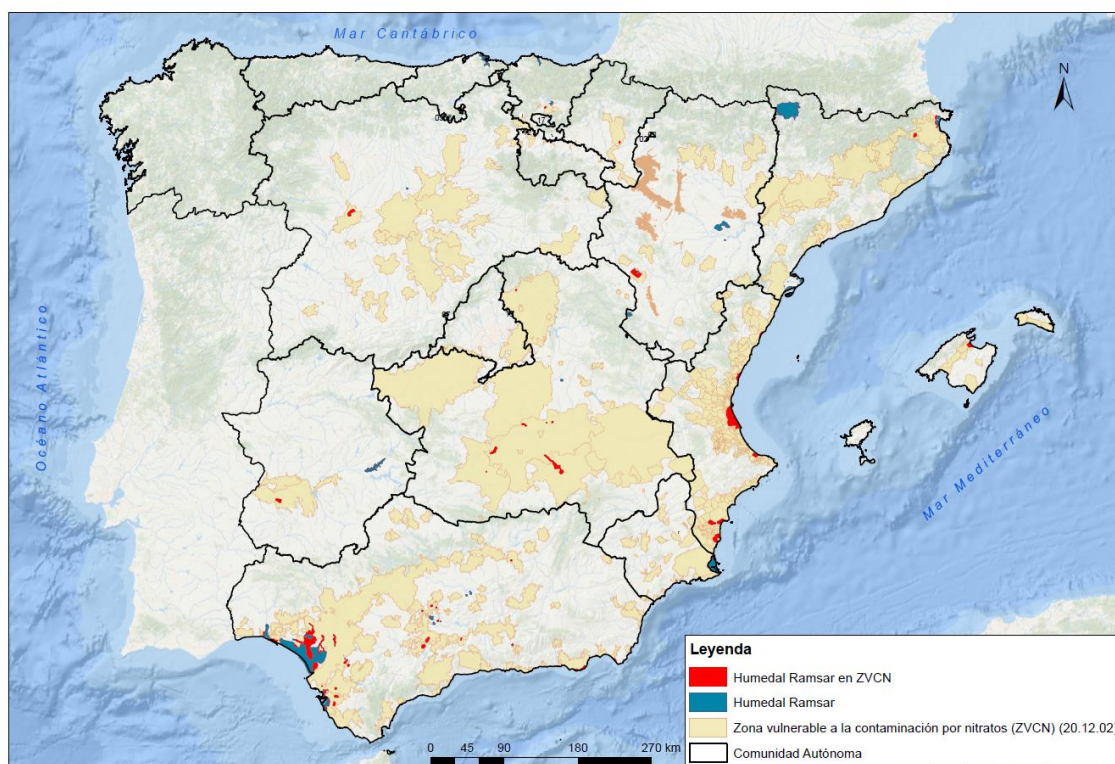 Mar Cantábrico
N
Océano Atlántico
Mar Mediterráneo
17
Leyenda
Humedal Ramsar en ZVCN
Humedal Ramsar
Zona vulnerable a la contaminación por nitratos (ZVCN) (20.12.02)
Comunidad Autónoma
0 45 90 180 270 km